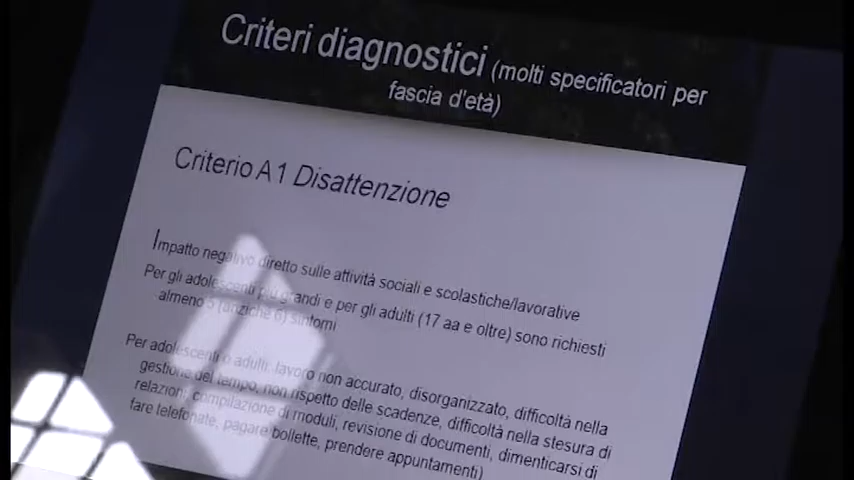 Criteri diagnostici (molti specificatori per
fascia d'età)
Criterio A1 Disattenzione
Impatto negativo diretto sulle attività sociali e scolastiche/lavorative
Per gli adolescenti più grandi e per gli adulti (17 aa e oltre) sono richiesti
almeno 5 (anziché 6) sintomi
Per adolescenti o adulti, lavoro non accurato, disorganizzato, difficoltà nella
gestione del tempo, non rispetto delle scadenze, difficoltà nella stesura di
relazioni, compilazione di moduli, revisione di documenti, dimenticarsi di
fare telefonate, pagare bollette, prendere appuntamenti)